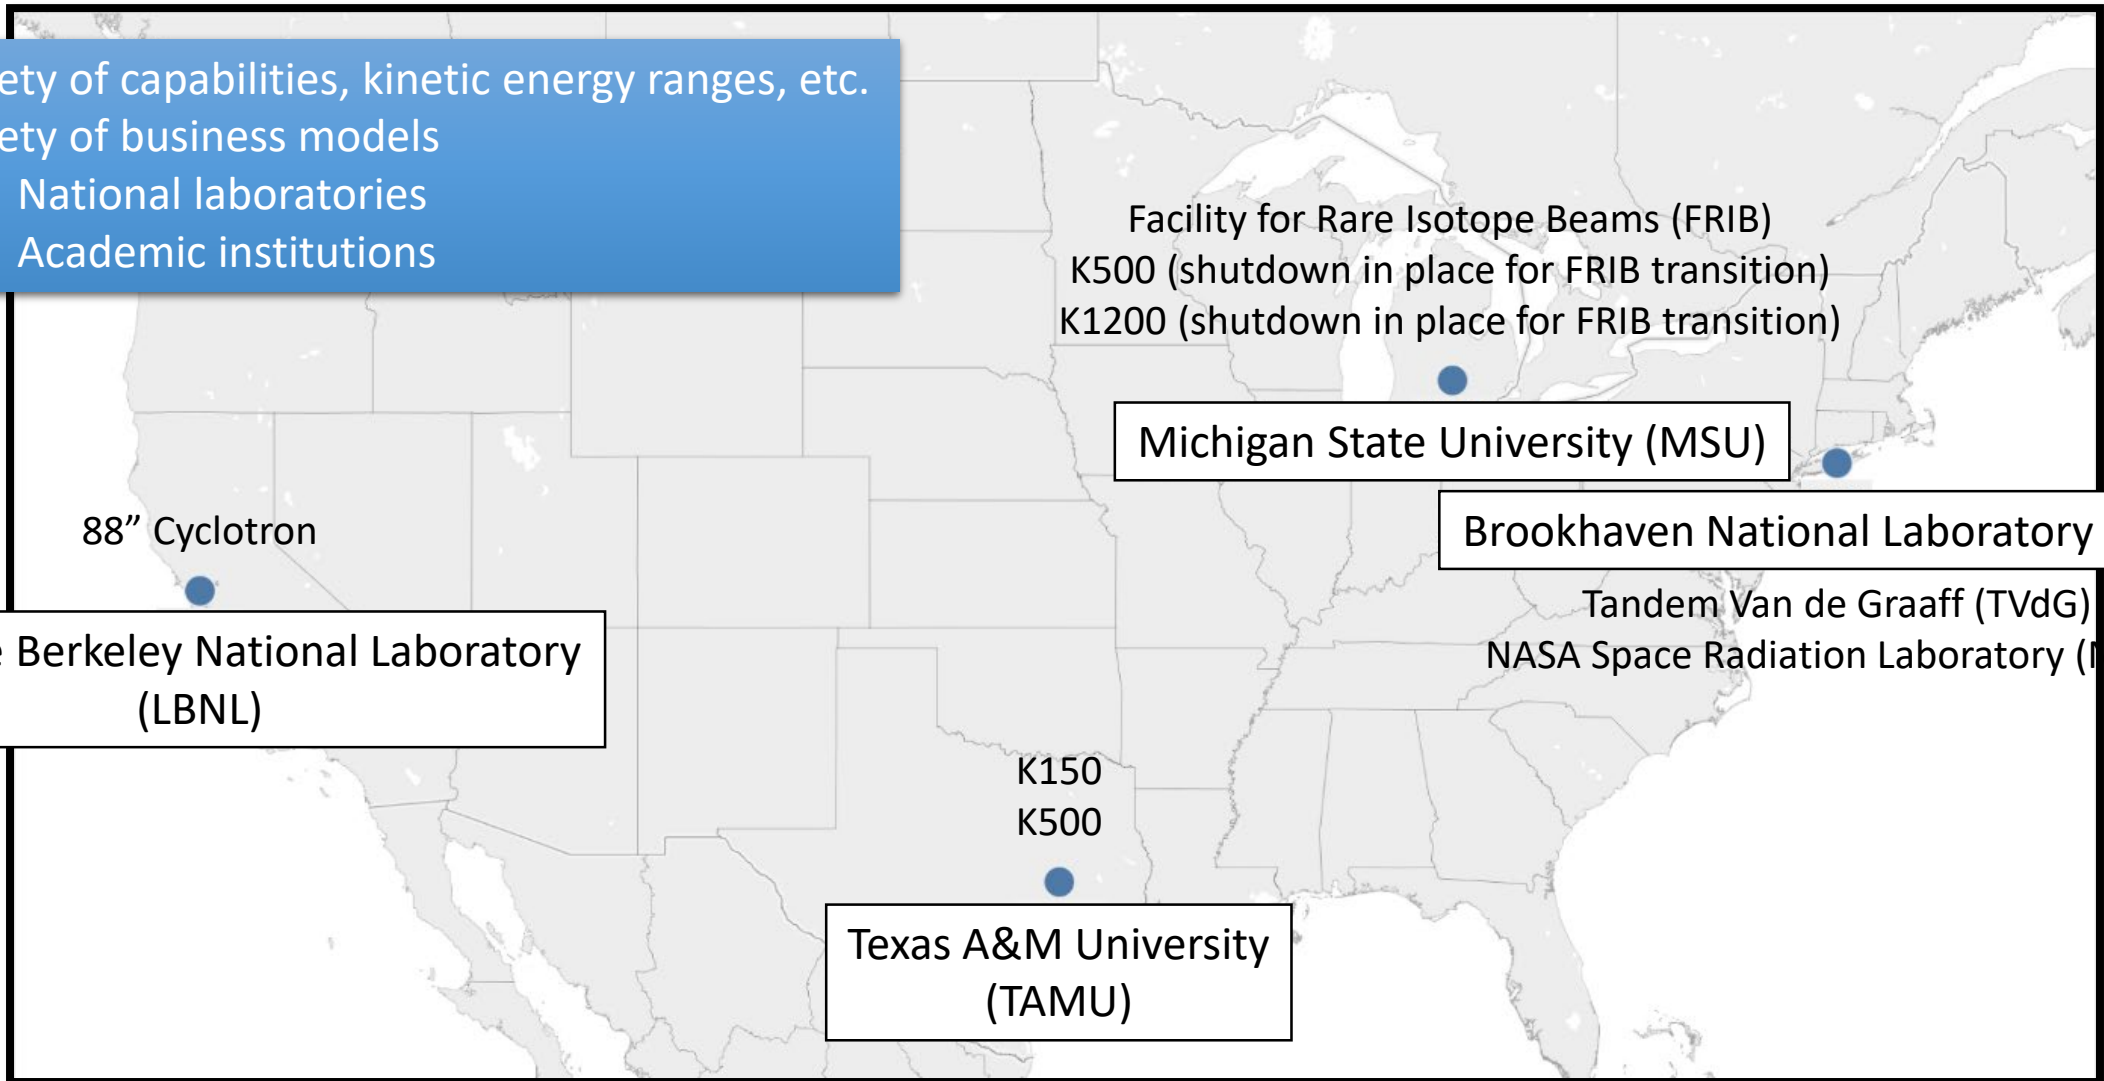 ety of capabilities, kinetic energy ranges, etc.
ety of business models
National laboratories
Academic institutions
Facility for Rare Isotope Beams (FRIB)
K500 (shutdown in place for FRIB transition)
K1200 (shutdown in place for FRIB transition)
Michigan State University (MSU)
88” Cyclotron
Brookhaven National Laboratory
Tandem Van de Graaff (TVdG)
NASA Space Radiation Laboratory (
e Berkeley National Laboratory
(LBNL)
K150
K500
Texas A&M University
(TAMU)